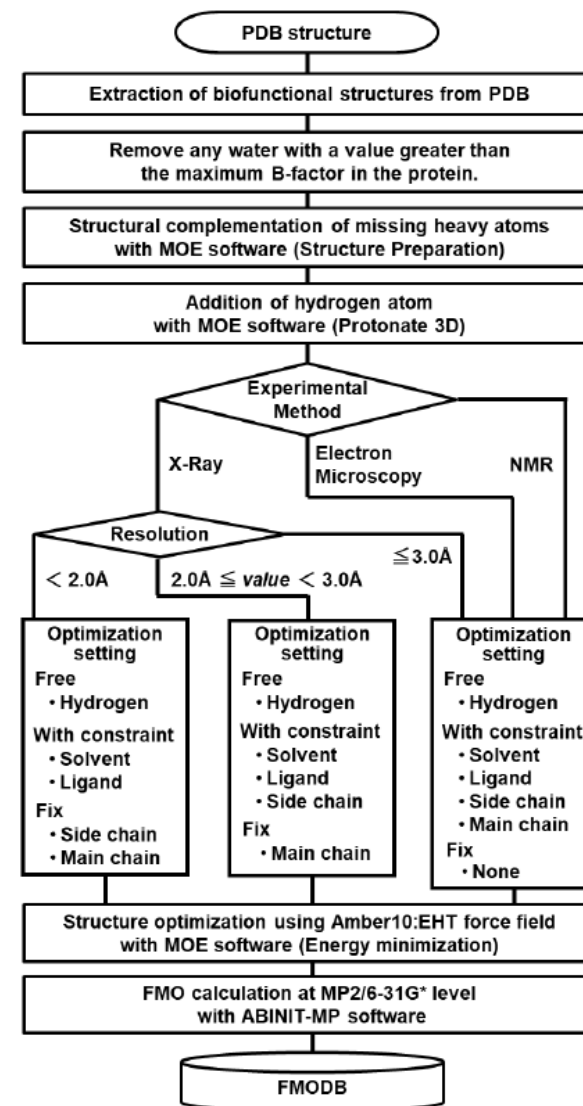 PDB structure
Extraction of biofunctional structures from PDB
Remove any water with a value greater than
the maximum B-factor in the protein.
Structural complementation of missing heavy atoms
with MOE software (Structure Preparation)
Addition of hydrogen atom
with MOE software (Protonate 3D)
Experimental
Method
X-Ray
Electron
Microscopy
NMR
Resolution
< 2.0Å
2.0Å ≦ value < 3.0Å
≦3.0Å
Optimization
setting
Free
・Hydrogen
With constraint
・Solvent
・Ligand
Fix
・Side chain
・Main chain
Optimization
setting
Free
・Hydrogen
With constraint
・Solvent
・Ligand
・Side chain
Fix
・Main chain
Optimization
setting
Free
・Hydrogen
With constraint
・Solvent
・Ligand
・Side chain
・Main chain
Fix
・None
Structure optimization using Amber10:EHT force field
with MOE software (Energy minimization)
FMO calculation at MP2/6-31G* level
with ABINIT-MP software
FMODB